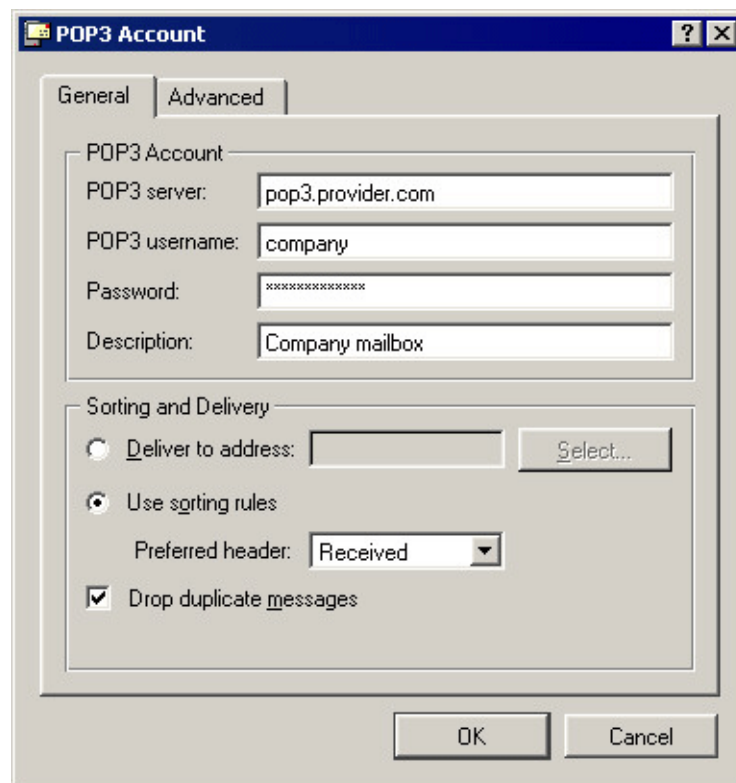 POP3 Account
General Advanced
POP3 Account
POP3 server: pop3.provider.com
POP3 username: company
Password: *************
Description: Company mailbox
Sorting and Delivery
Deliver to address: Select...
Use sorting rules
Preferred header: Received
Drop duplicate messages
OK Cancel